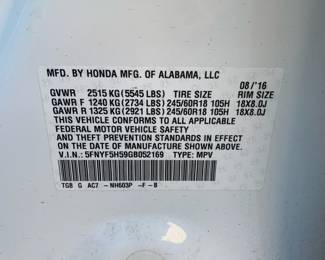 MFD. BY HONDA MFG. OF ALABAMA, LLC
08/'16
GVWR 2515 KG (5545 LBS) TIRE SIZE RIM SIZE
GAWR F 1240 KG (2734 LBS) 245/60R18 105H 18X8.0J
GAWR R 1325 KG (2921 LBS) 245/60R18 105H 18X8.0J
THIS VEHICLE CONFORMS TO ALL APPLICABLE
FEDERAL MOTOR VEHICLE SAFETY AND
THEFT PREVENTION STANDARDS IN EFFECT ON
THE DATE OF MANUFACTURE SHOWN ABOVE.
V.I.N.: 5FNYF5H59GB052169 TYPE: MPV
TGB G AC7 - NH603P -F - B